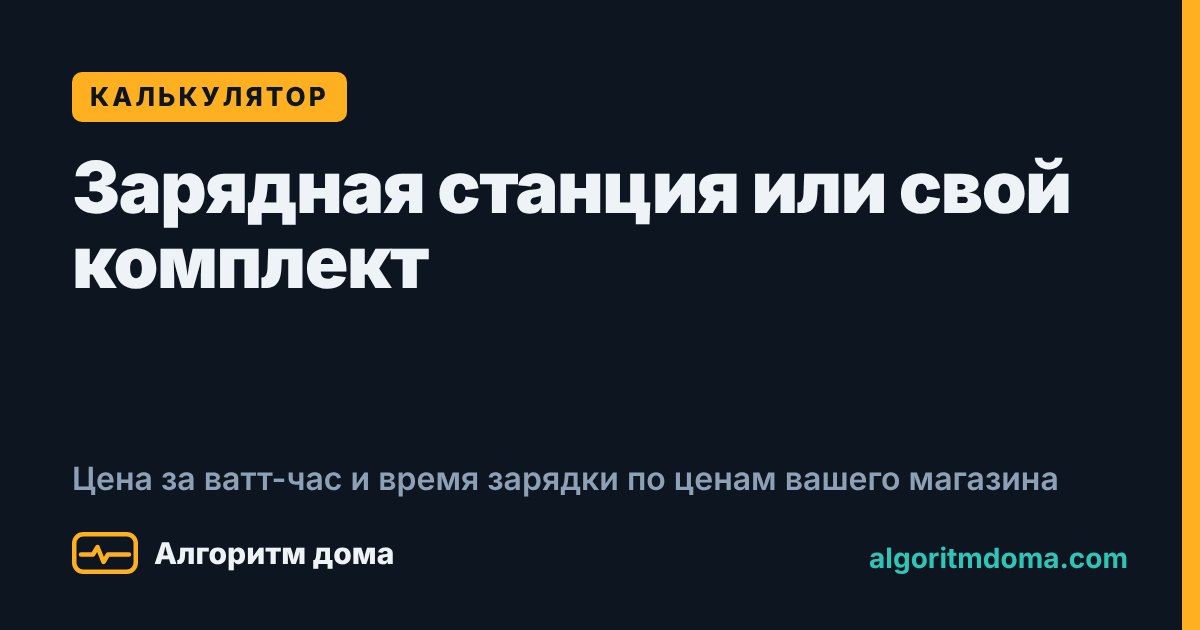 КАЛЬКУЛЯТОР
Зарядная станция или свой
комплект
Цена за ватт-час и время зарядки по ценам вашего магазина
Алгоритм дома
algoritmdoma.com